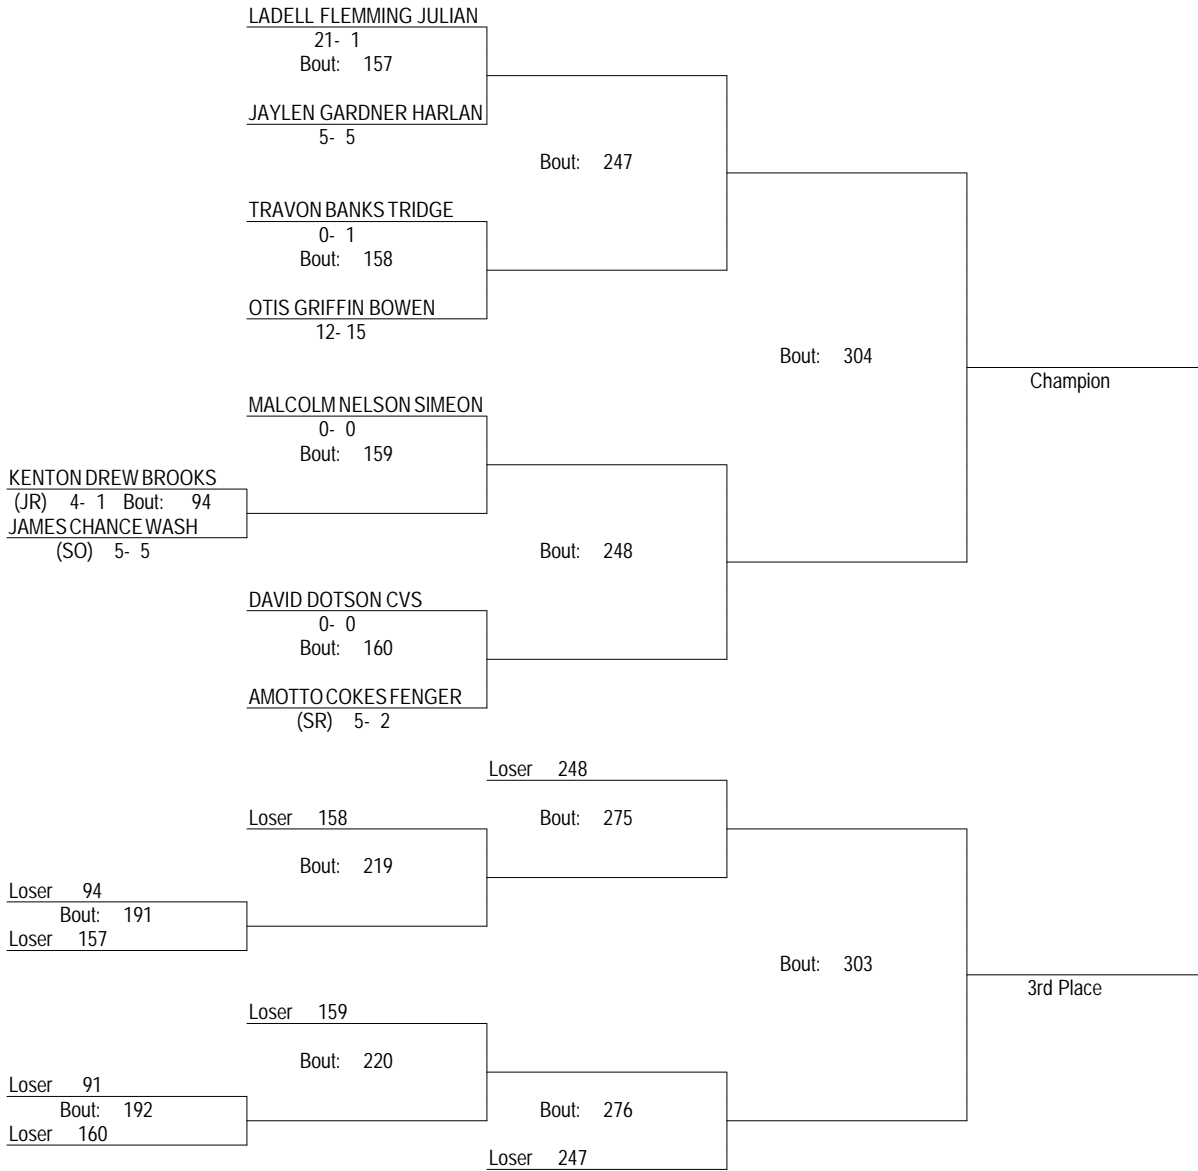 LADELL FLEMMING JULIAN
21- 1
Bout: 157
JAYLEN GARDNER HARLAN
5- 5
Bout: 247
TRAVON BANKS TRIDGE
0- 1
Bout: 158
OTIS GRIFFIN BOWEN
12- 15
Bout: 304
Champion
MALCOLM NELSON SIMEON
0- 0
Bout: 159
KENTON DREW BROOKS
(JR) 4- 1 Bout: 94
JAMES CHANCE WASH
(SO) 5- 5
Bout: 248
DAVID DOTSON CVS
0- 0
Bout: 160
AMOTTO COKES FENGER
(SR) 5- 2
Loser 248
Loser 158
Bout: 275
Bout: 219
Loser 94
Bout: 191
Loser 157
Bout: 303
3rd Place
Loser 159
Bout: 220
Loser 91
Bout: 192
Loser 160
Bout: 276
Loser 247